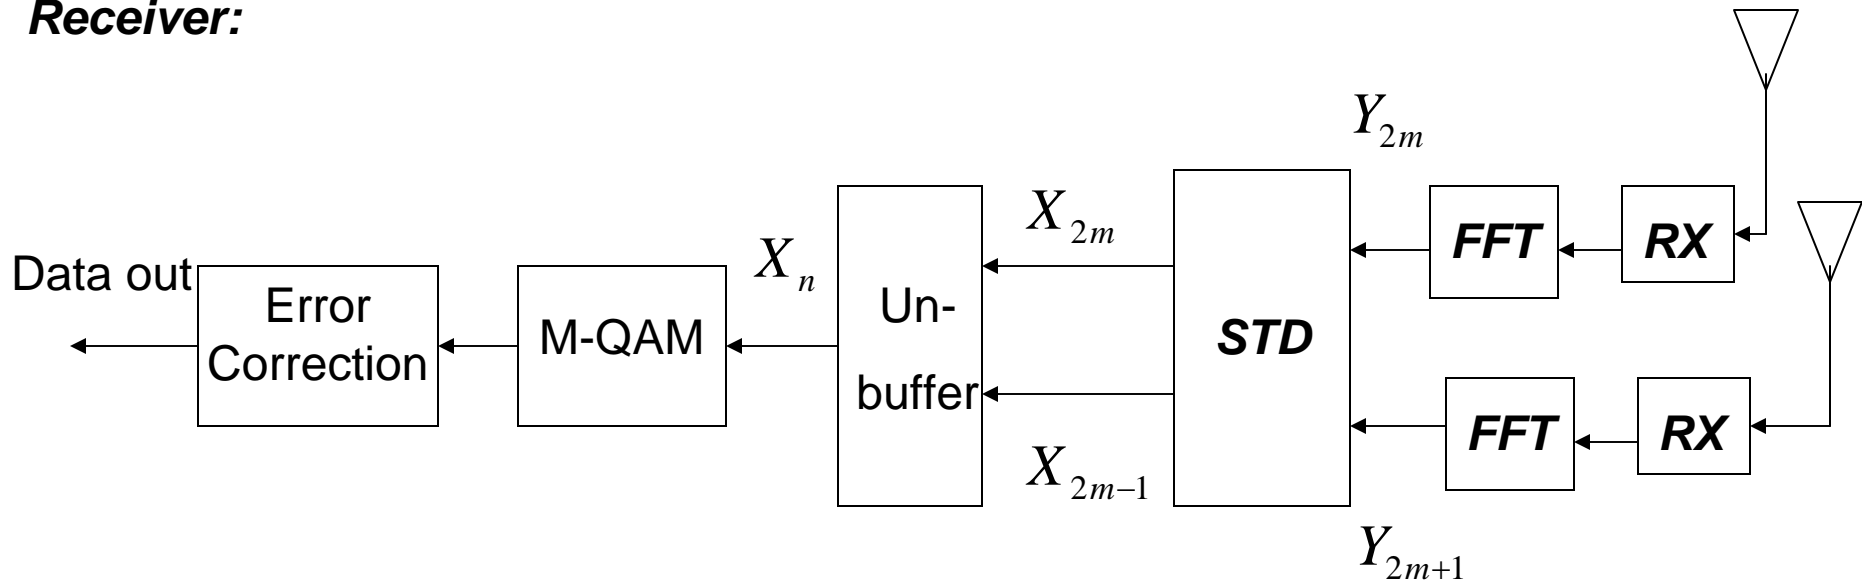 Receiver:
Y2m
X2m
FFT
RX
Xn
Un-
buffer
Data out
Error
Correction
M-QAM
STD
FFT
RX
X2m−1
Y2m+1